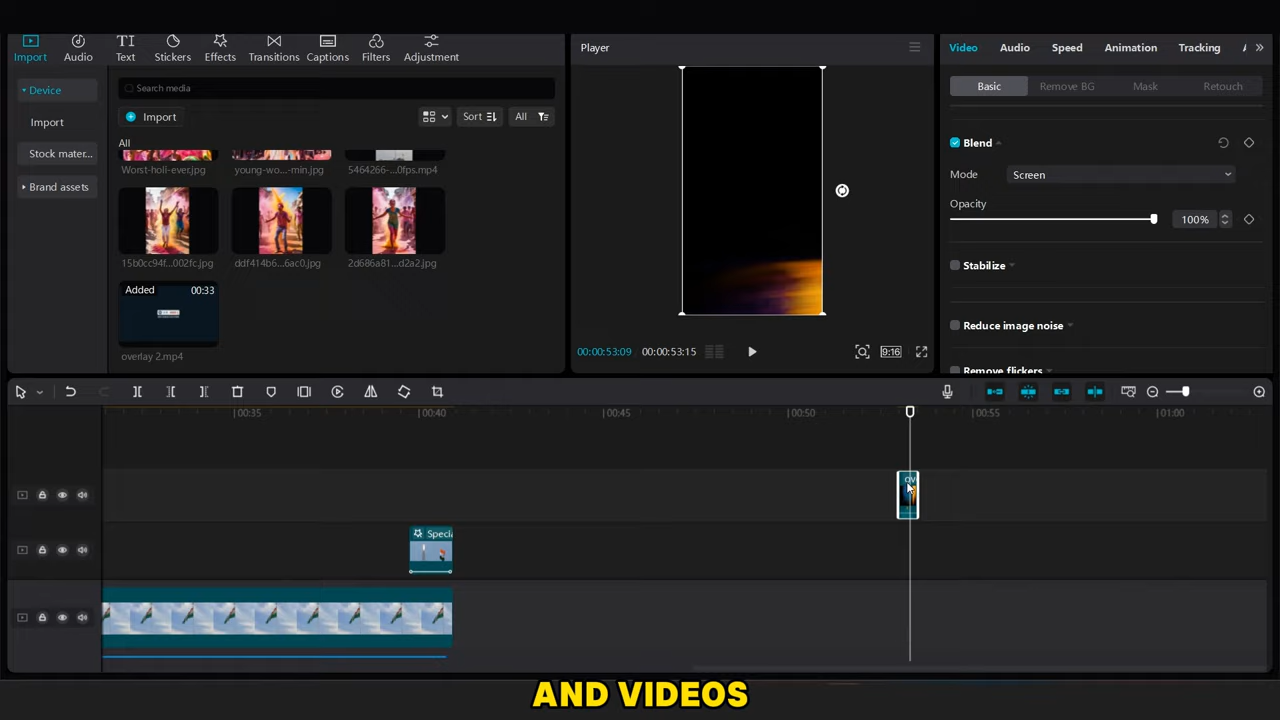 Import Audio Text Stickers Effects Transitions Captions Filters Adjustment
Device
Import
Stock mater...
Brand assets
Search media
Import
Sort
All
All
Worst-holi-ever.jpg
young-wo...-min.jpg
5464266-...0fps.mp4
15b0cc94f...002fc.jpg
ddf414b6...6ac0.jpg
2d686a81...d2a2.jpg
Added 00:33
overlay 2.mp4
Player
00:00:53:09 00:00:53:15
9:16
Video Audio Speed Animation Tracking
Basic Remove BG Mask Retouch
Blend
Mode Screen
Opacity
100%
Stabilize
Reduce image noise
Remove flickers
00:35 00:40 00:45 00:50 00:55 01:00
Specia
AND VIDEOS